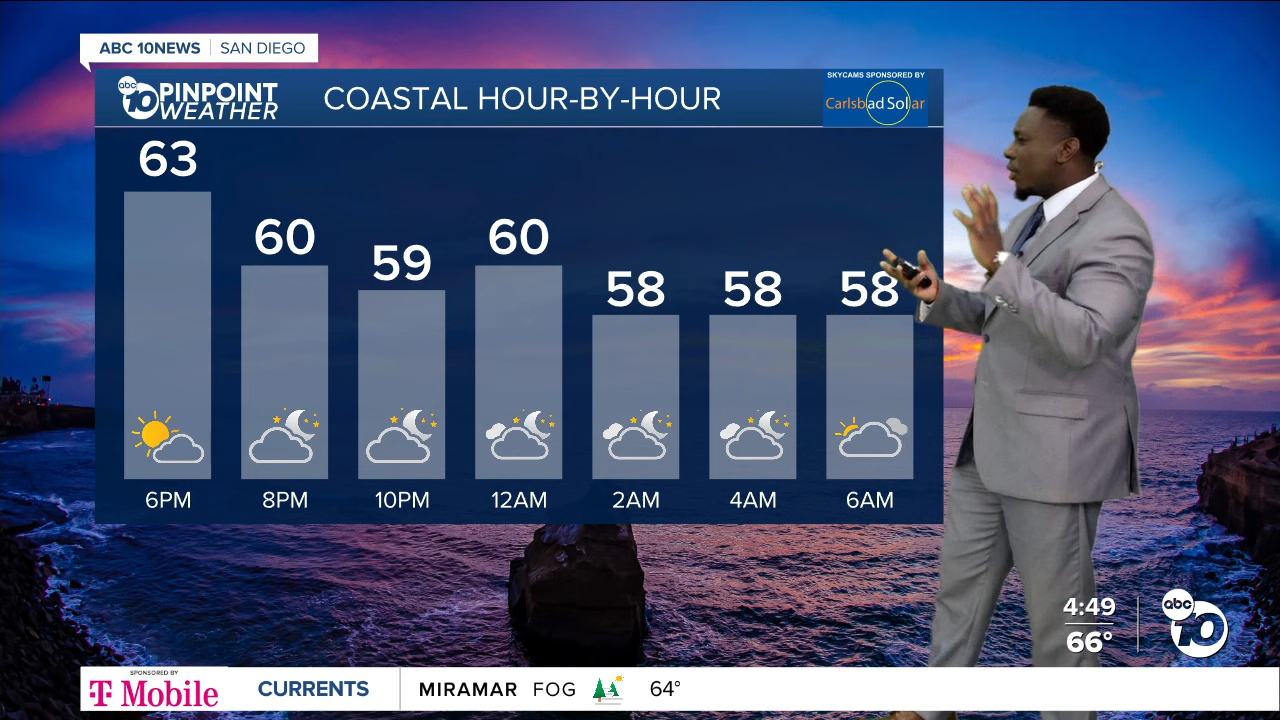 ABC 10NEWS | SAN DIEGO
abc 10 PINPOINT WEATHER
COASTAL HOUR-BY-HOUR
SKYCAMS SPONSORED BY
Carlsbad Solar
63 60 59 60 58 58 58
6PM 8PM 10PM 12AM 2AM 4AM 6AM
4:49
66°
abc 10
SPONSORED BY
T Mobile
CURRENTS
MIRAMAR FOG 64°